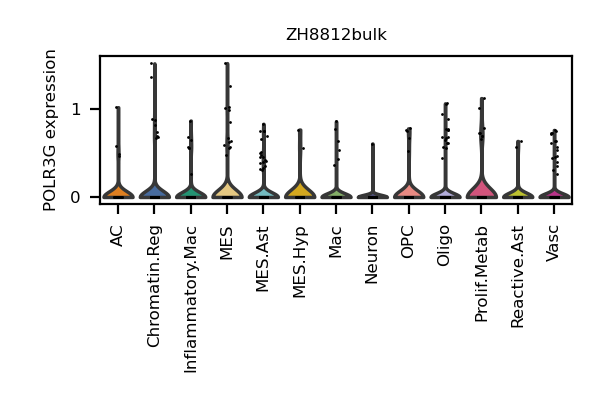 ZH8812bulk
POLR3G expression
1
0
AC
Chromatin.Reg
Inflammatory.Mac
MES
MES.Ast
MES.Hyp
Mac
Neuron
OPC
Oligo
Prolif.Metab
Reactive.Ast
Vasc